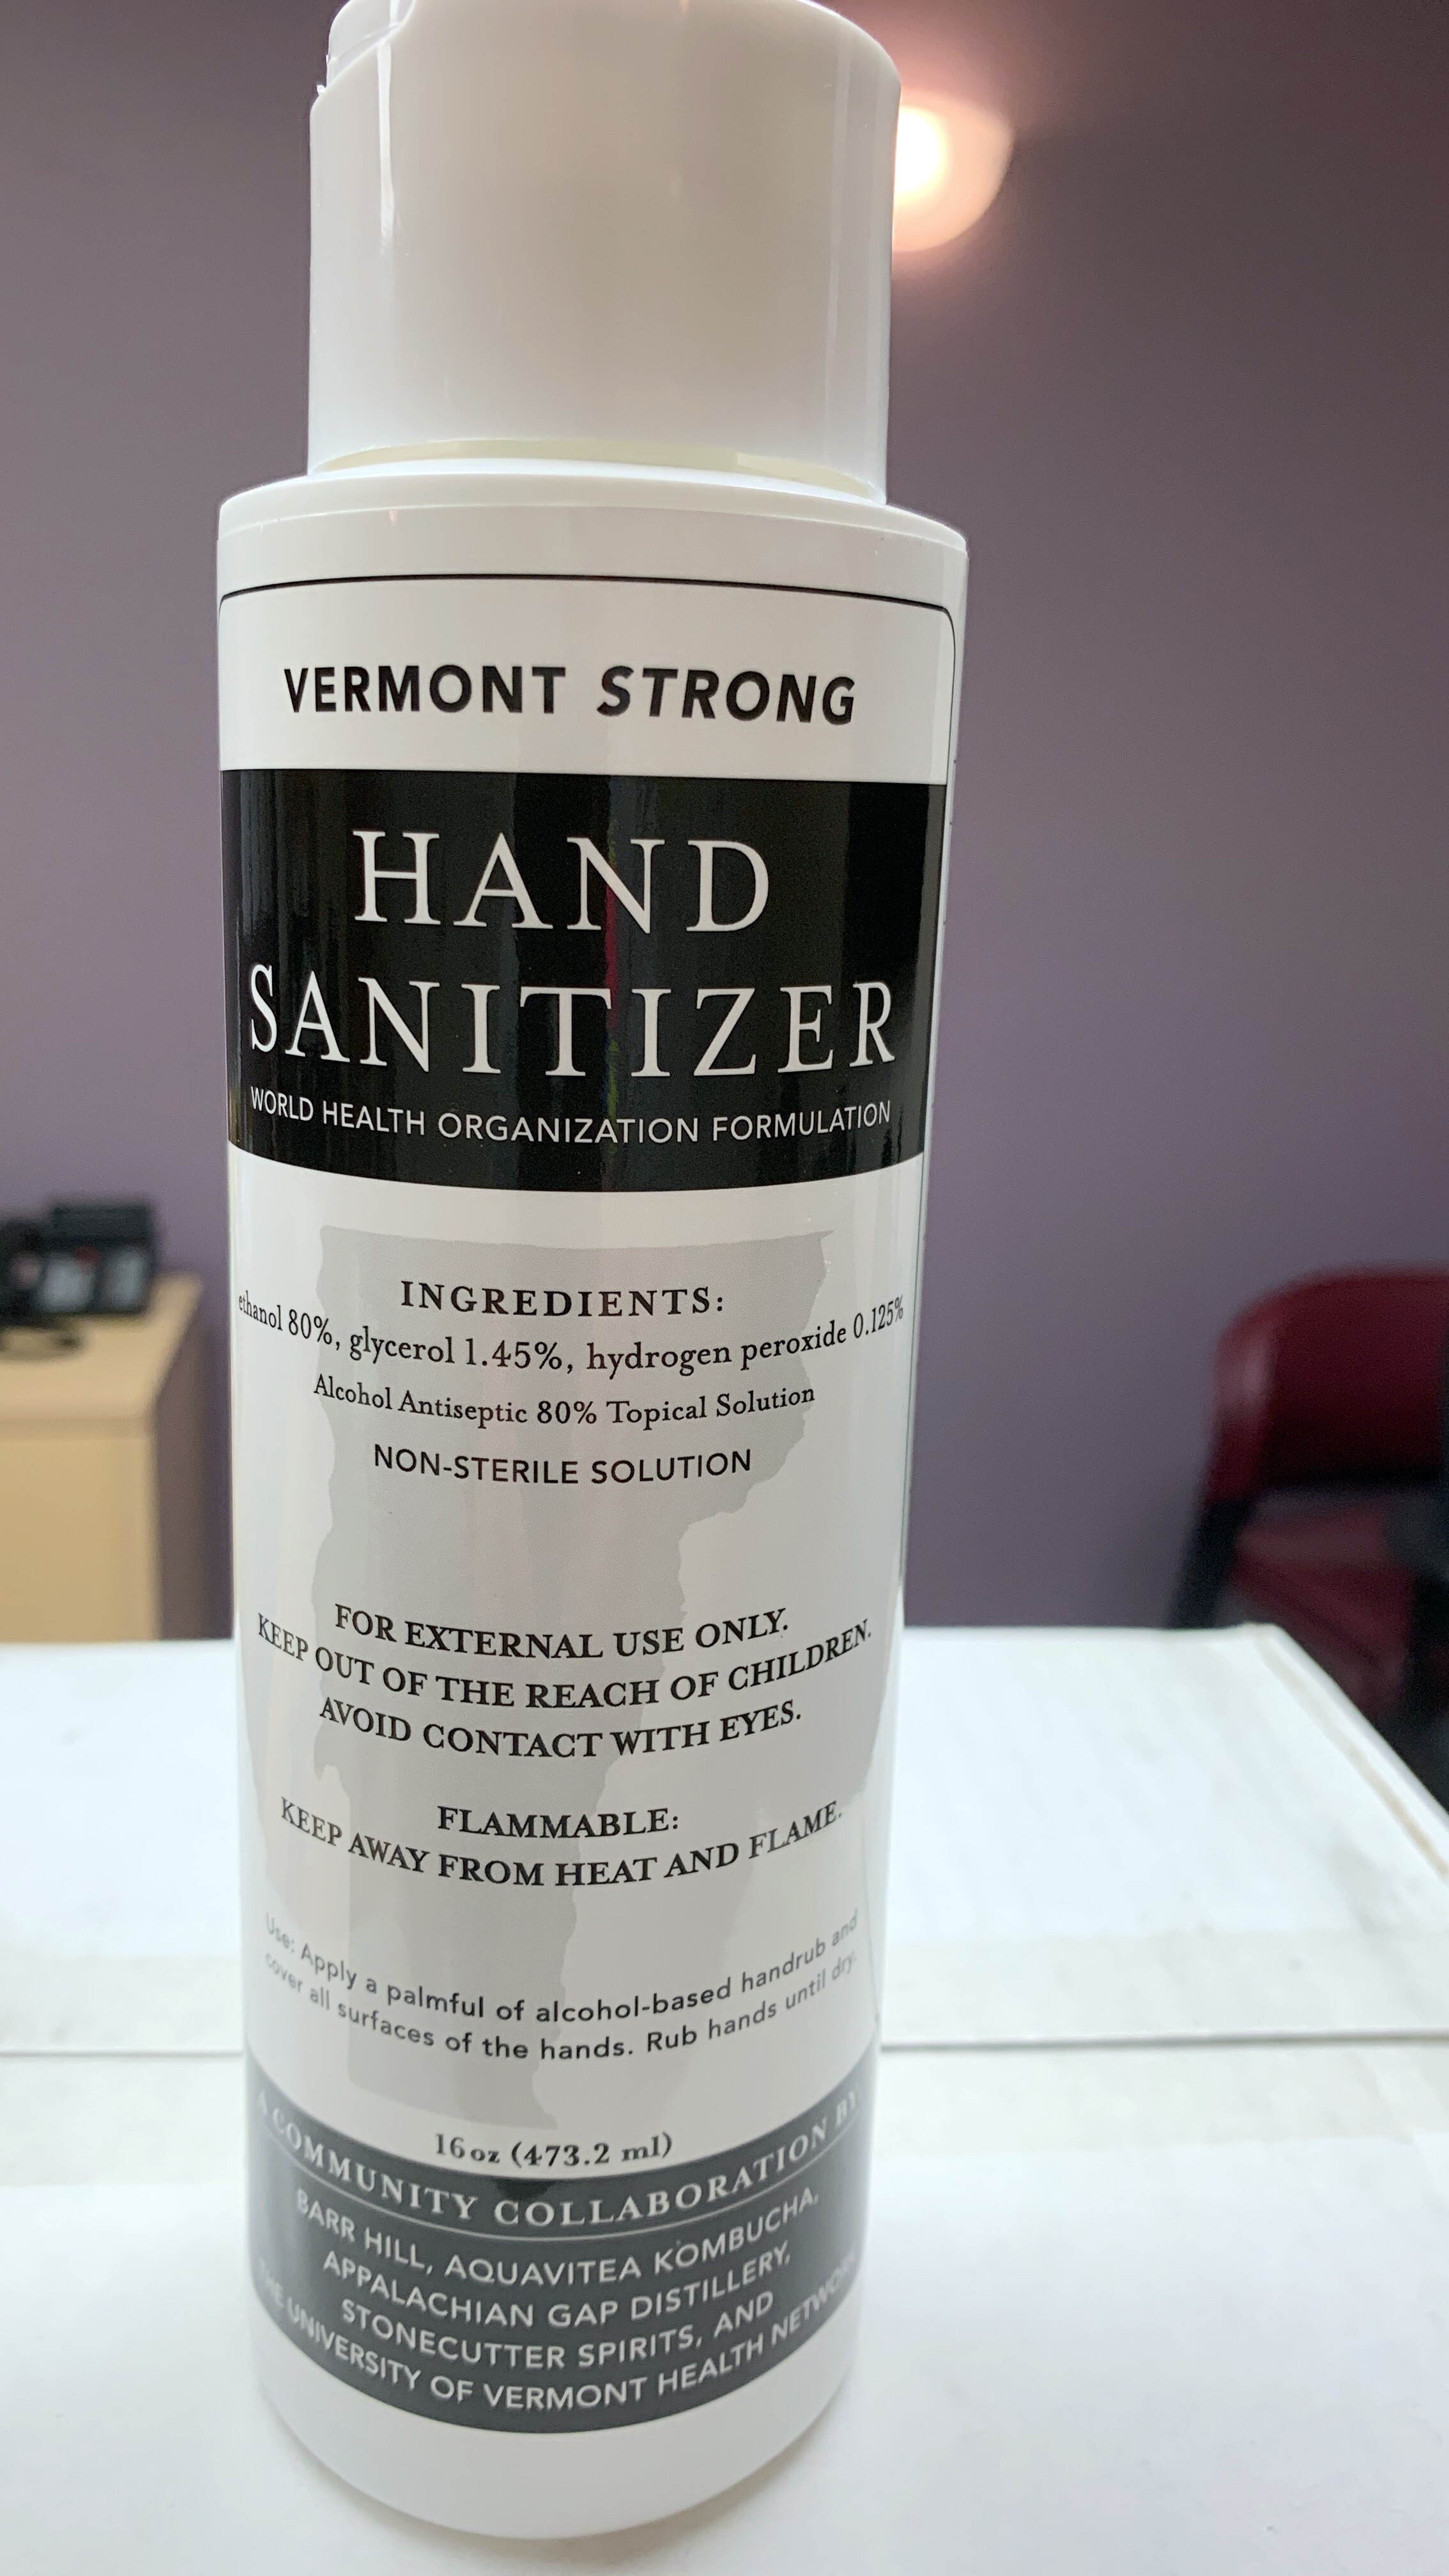 VERMONT STRONG
HAND
SANITIZER
WORLD HEALTH ORGANIZATION FORMULATION
INGREDIENTS:
ethanol 80%, glycerol 1.45%, hydrogen peroxide 0.125%
Alcohol Antiseptic 80% Topical Solution
NON-STERILE SOLUTION
FOR EXTERNAL USE ONLY.
KEEP OUT OF THE REACH OF CHILDREN.
AVOID CONTACT WITH EYES.
FLAMMABLE:
KEEP AWAY FROM HEAT AND FLAME.
Use: Apply a palmful of alcohol-based handrub and
cover all surfaces of the hands. Rub hands until dry.
16 oz (473.2 ml)
A COMMUNITY COLLABORATION BY:
BARR HILL, AQUAVITEA KOMBUCHA,
APPALACHIAN GAP DISTILLERY,
STONECUTTER SPIRITS, AND
THE UNIVERSITY OF VERMONT HEALTH NETWORK